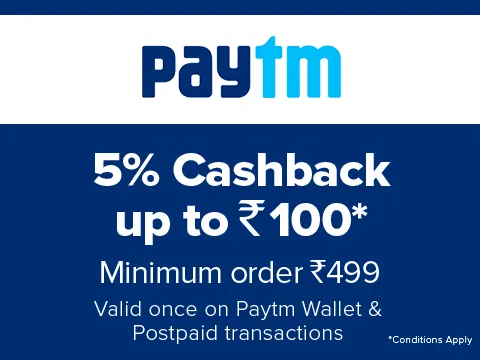 paytm
5% Cashback
up to ₹100*
Minimum order ₹499
Valid once on Paytm Wallet &
Postpaid transactions
*Conditions Apply